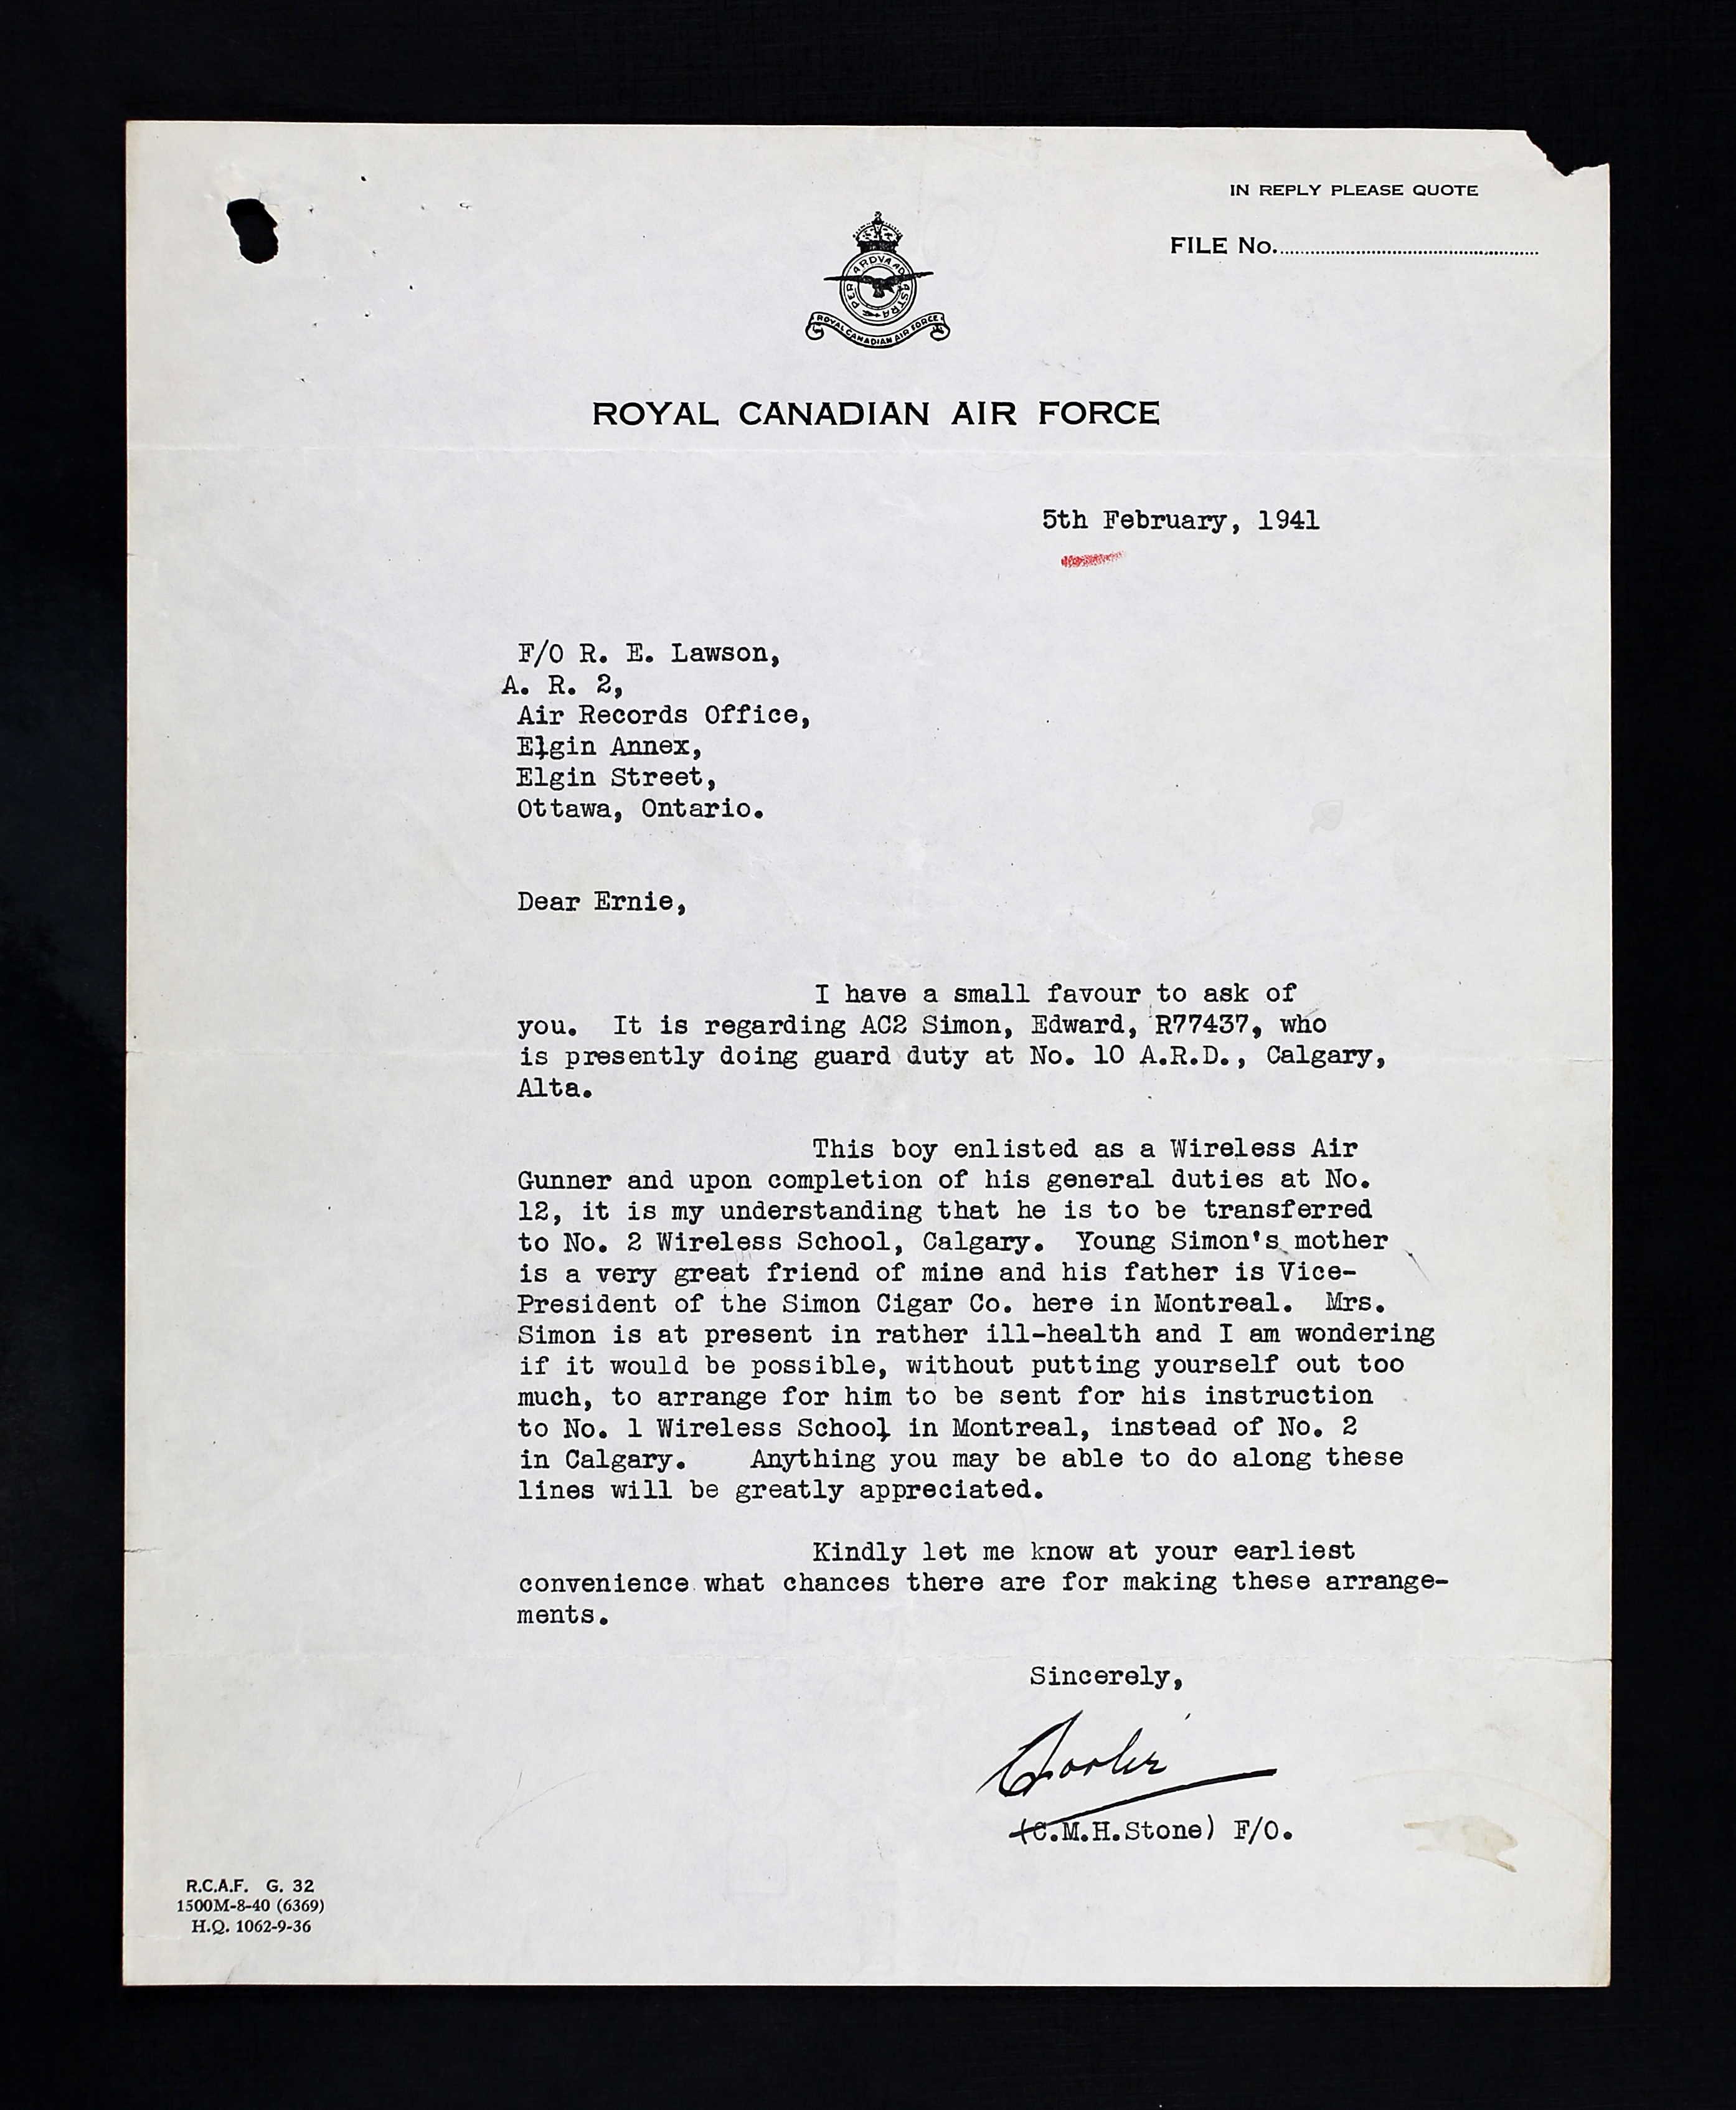 IN REPLY PLEASE QUOTE
FILE No.
PER ARDVA AD ASTRA
ROYAL CANADIAN AIR FORCE
ROYAL CANADIAN AIR FORCE
5th February, 1941
F/O R. E. Lawson,
A. R. 2,
Air Records Office,
Elgin Annex,
Elgin Street,
Ottawa, Ontario.
Dear Ernie,
I have a small favour to ask of
you. It is regarding AC2 Simon, Edward, R77437, who
is presently doing guard duty at No. 10 A.R.D., Calgary,
Alta.
This boy enlisted as a Wireless Air
Gunner and upon completion of his general duties at No.
12, it is my understanding that he is to be transferred
to No. 2 Wireless School, Calgary. Young Simon's mother
is a very great friend of mine and his father is Vice-
President of the Simon Cigar Co. here in Montreal. Mrs.
Simon is at present in rather ill-health and I am wondering
if it would be possible, without putting yourself out too
much, to arrange for him to be sent for his instruction
to No. 1 Wireless School in Montreal, instead of No. 2
in Calgary. Anything you may be able to do along these
lines will be greatly appreciated.
Kindly let me know at your earliest
convenience what chances there are for making these arrange-
ments.
Sincerely,
(C.M.H.Stone) F/O.
R.C.A.F. G. 32
1500M-8-40 (6369)
H.Q. 1062-9-36